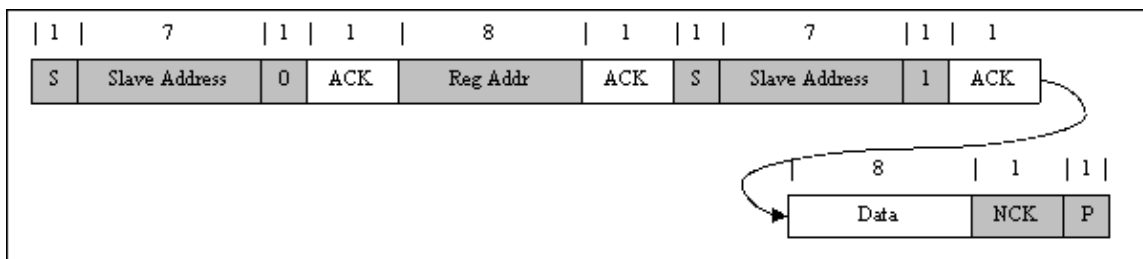 | 1 | 7 | 1 | 1 | 8 | 1 | 1 | 7 | 1 | 1
S Slave Address 0 ACK Reg Addr ACK S Slave Address 1 ACK
| 8 | 1 | 1 |
Data NCK P